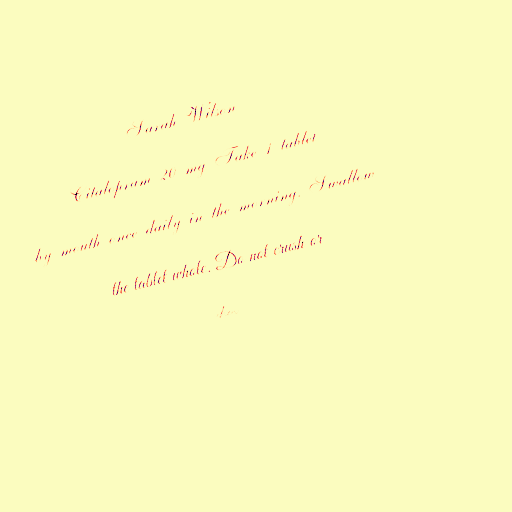 Sarah Wilson
Citalopram 20 mg Take 1 tablet
by mouth once daily in the morning. Swallow
the tablet whole. Do not crush or